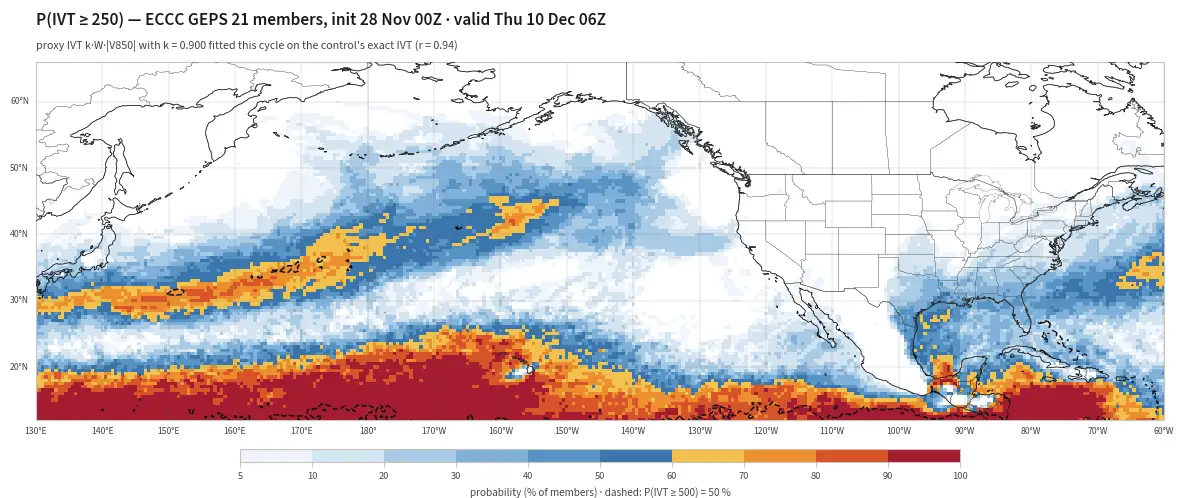 P(IVT ≥ 250) — ECCC GEPS 21 members, init 28 Nov 00Z · valid Thu 10 Dec 06Z
proxy IVT k·W·|V850| with k = 0.900 fitted this cycle on the control's exact IVT (r = 0.94)
60°N
50°N
40°N
30°N
20°N
130°E 140°E 150°E 160°E 170°E 180° 170°W 160°W 150°W 140°W 130°W 120°W 110°W 100°W 90°W 80°W 70°W 60°W
5 10 20 30 40 50 60 70 80 90 100
probability (% of members) · dashed: P(IVT ≥ 500) = 50 %